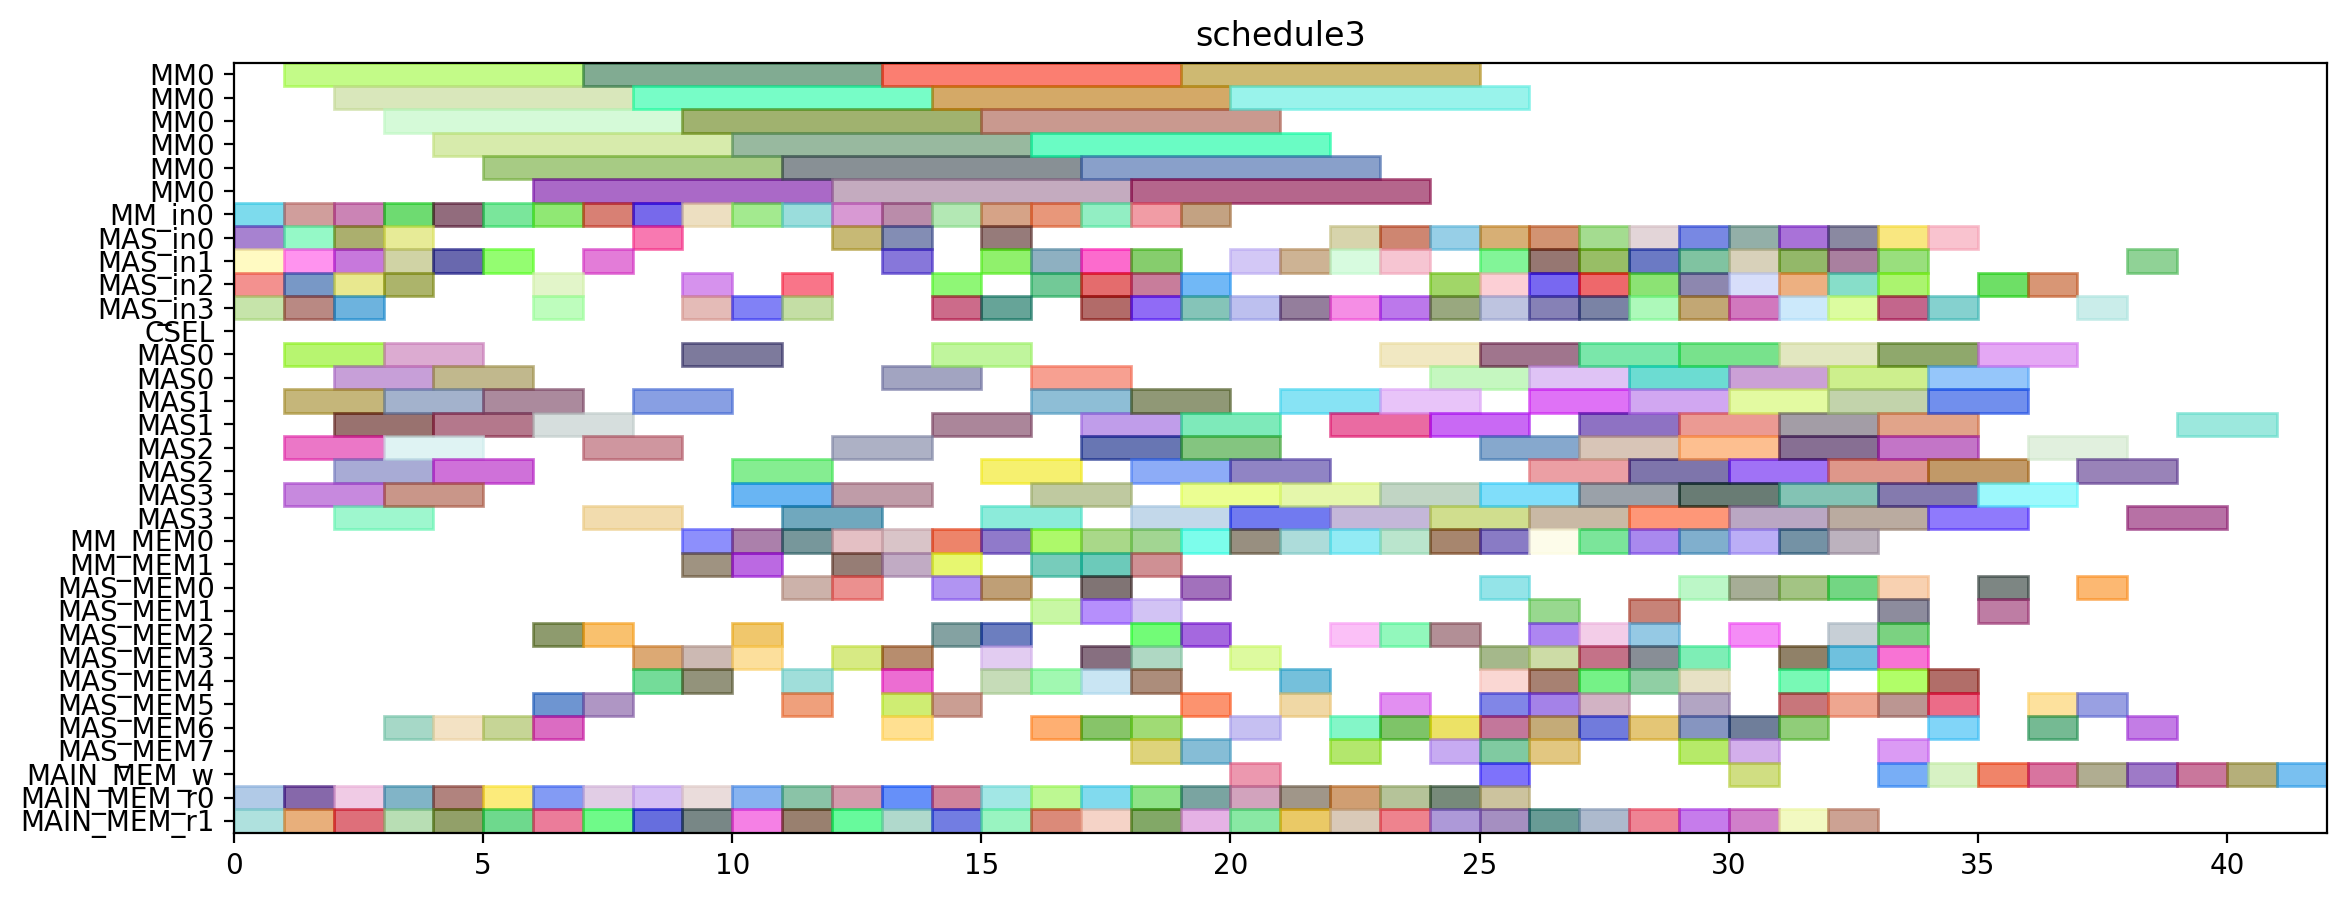 schedule3
MM0
MM0
MM0
MM0
MM0
MM0
MM_in0
MAS_in0
MAS_in1
MAS_in2
MAS_in3
CSEL
MAS0
MAS0
MAS1
MAS1
MAS2
MAS2
MAS3
MAS3
MM_MEM0
MM_MEM1
MAS_MEM0
MAS_MEM1
MAS_MEM2
MAS_MEM3
MAS_MEM4
MAS_MEM5
MAS_MEM6
MAS_MEM7
MAIN_MEM_w
MAIN_MEM_r0
MAIN_MEM_r1
0 5 10 15 20 25 30 35 40